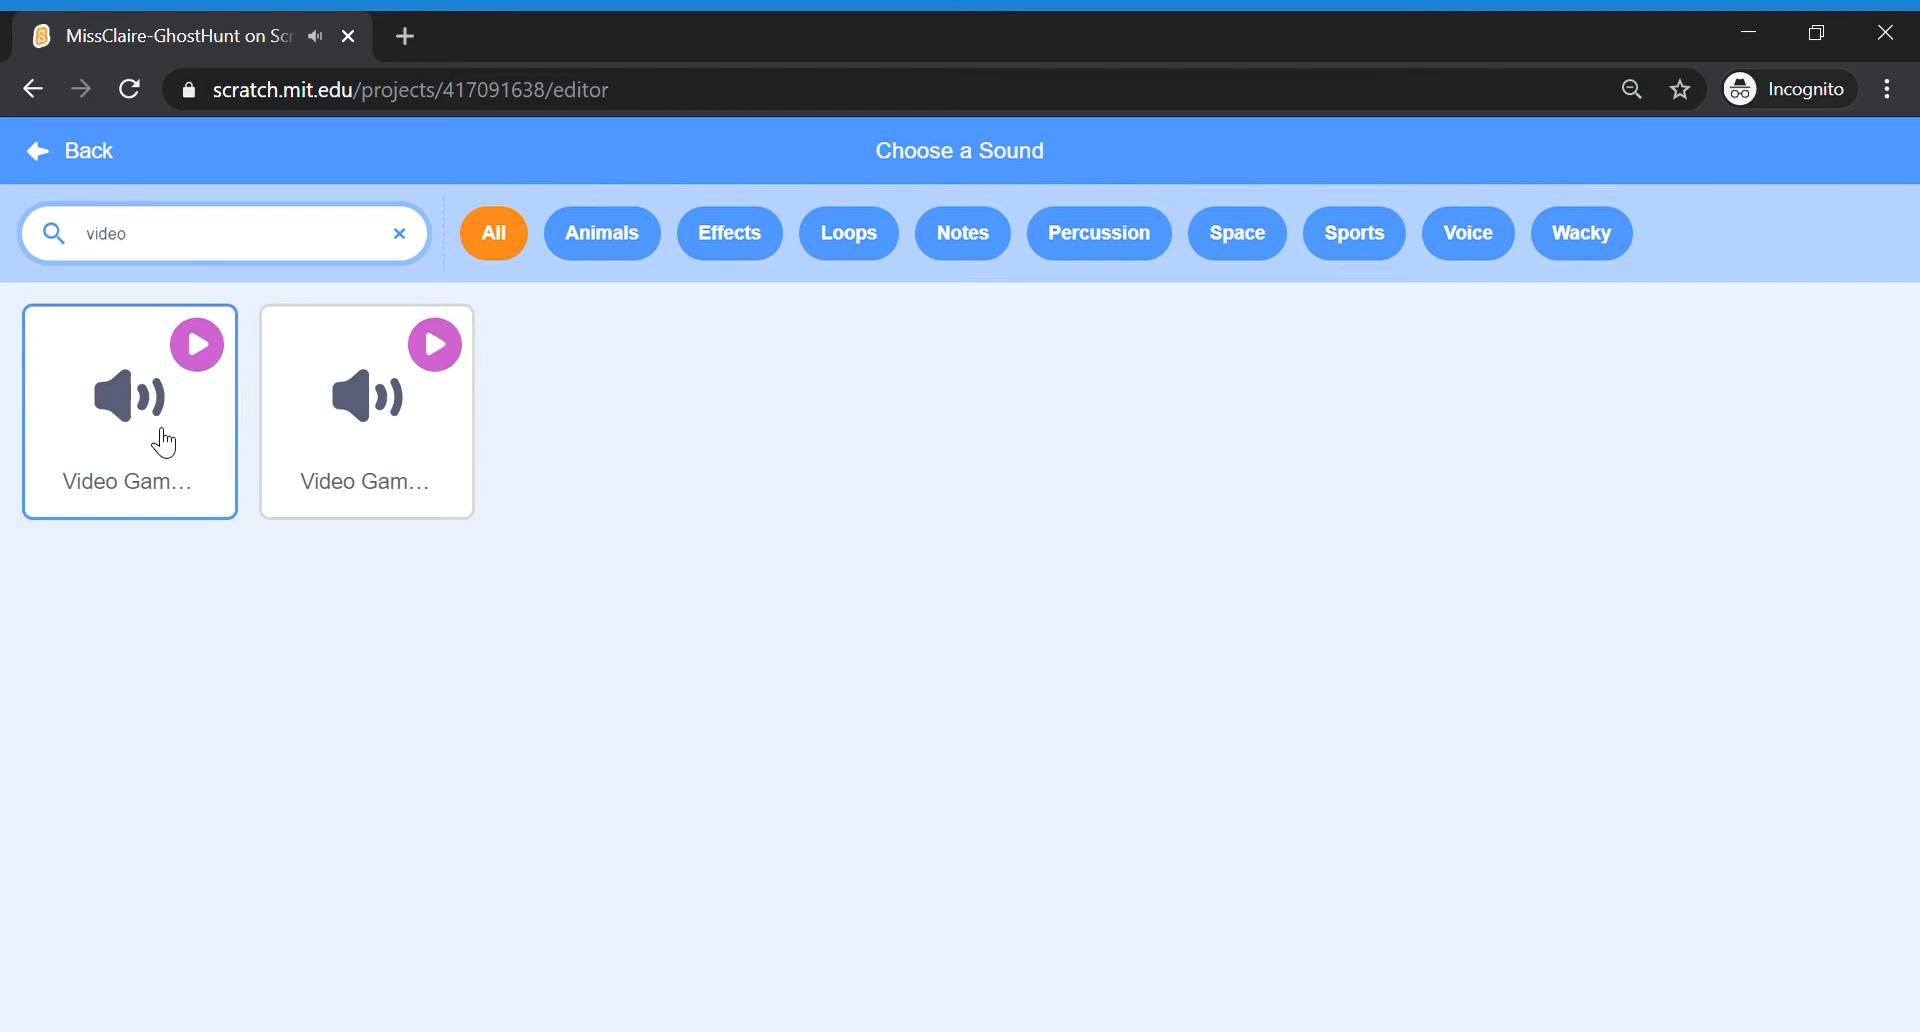 MissClaire-GhostHunt on Scr
scratch.mit.edu/projects/417091638/editor
Incognito
Back
Choose a Sound
video
All
Animals
Effects
Loops
Notes
Percussion
Space
Sports
Voice
Wacky
Video Gam...
Video Gam...